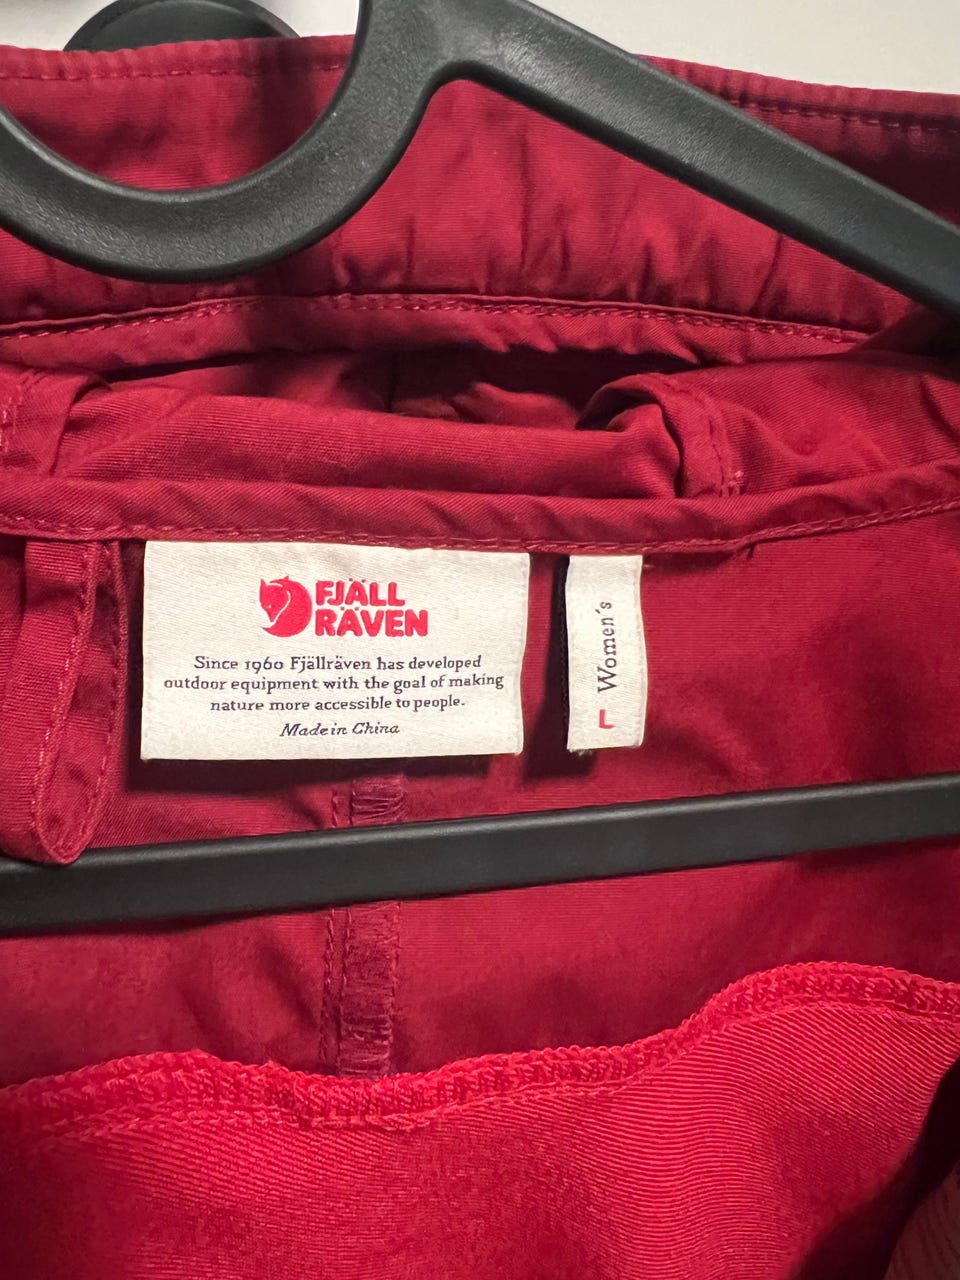 FJÄLL
RÄVEN
Since 1960 Fjällräven has developed
outdoor equipment with the goal of making
nature more accessible to people.
Made in China
L Women's